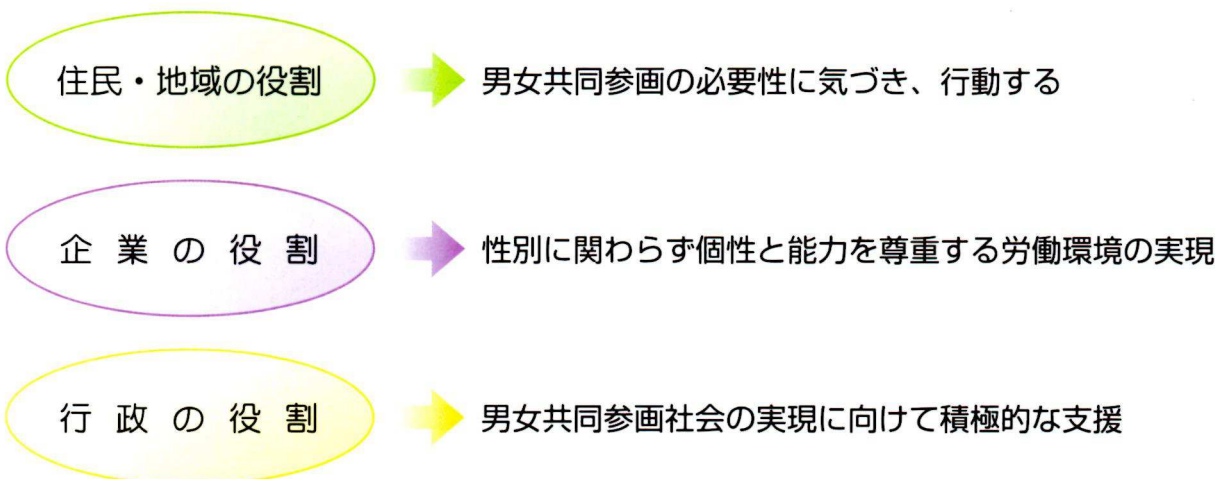 住民・地域の役割
男女共同参画の必要性に気づき、行動する
企業の役割
性別に関わらず個性と能力を尊重する労働環境の実現
行政の役割
男女共同参画社会の実現に向けて積極的な支援